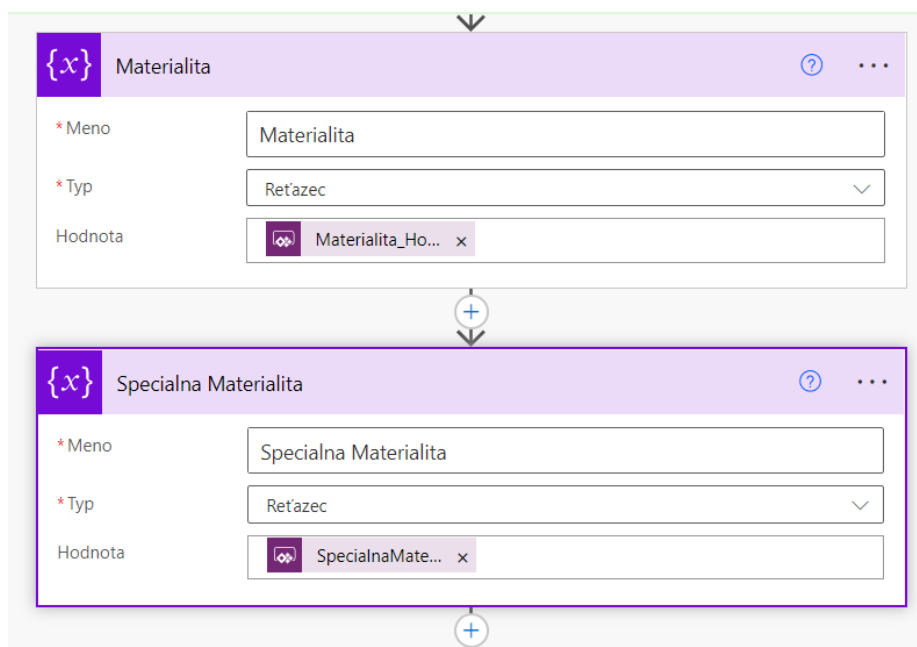 {x} Materialita ? ...
* Meno Materialita
* Typ Reťazec
Hodnota Materialita_Ho... ×
+
{x} Specialna Materialita ? ...
* Meno Specialna Materialita
* Typ Reťazec
Hodnota SpecialnaMate... ×
+